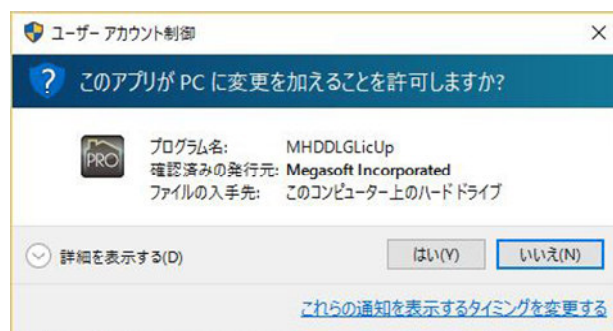 ユーザー アカウント制御
このアプリが PC に変更を加えることを許可しますか?
PRO
プログラム名: MHDDLGLicUp
確認済みの発行元: Megasoft Incorporated
ファイルの入手先: このコンピューター上のハード ドライブ
詳細を表示する(D)
はい(Y)
いいえ(N)
これらの通知を表示するタイミングを変更する